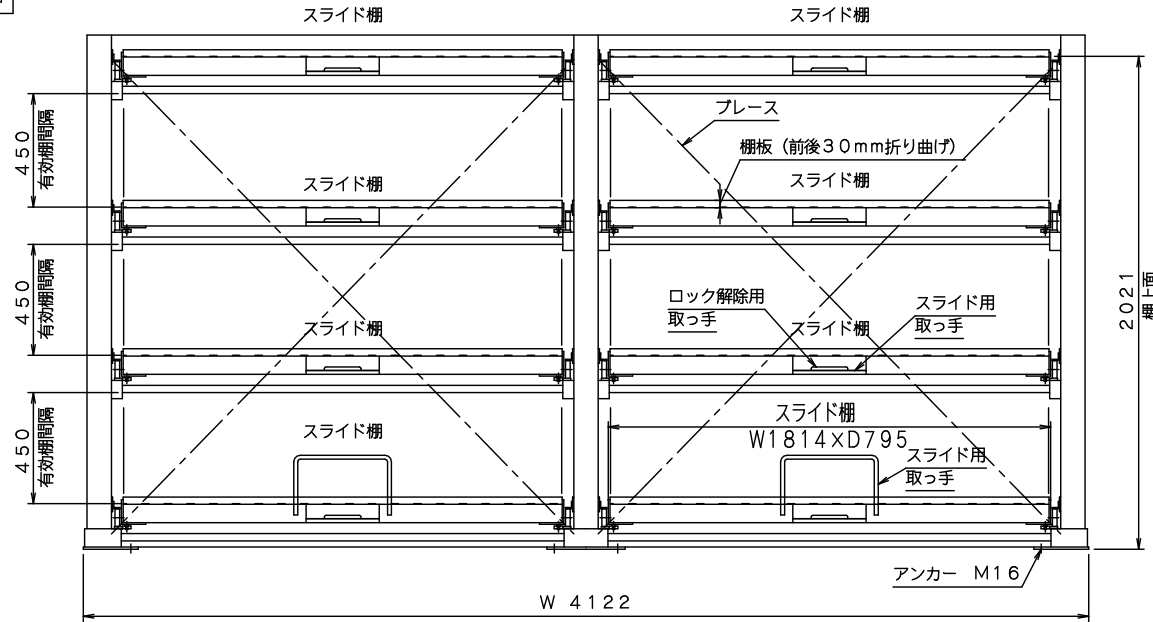 スライド棚
スライド棚
ブレース
棚板（前後３０mm折り曲げ）
450
有効棚間隔
スライド棚
スライド棚
450
有効棚間隔
ロック解除用
取っ手
スライド用
取っ手
2021
棚上面
スライド棚
スライド棚
450
有効棚間隔
スライド棚
スライド棚
W1814xD795
スライド用
取っ手
アンカー　M16
W 4122